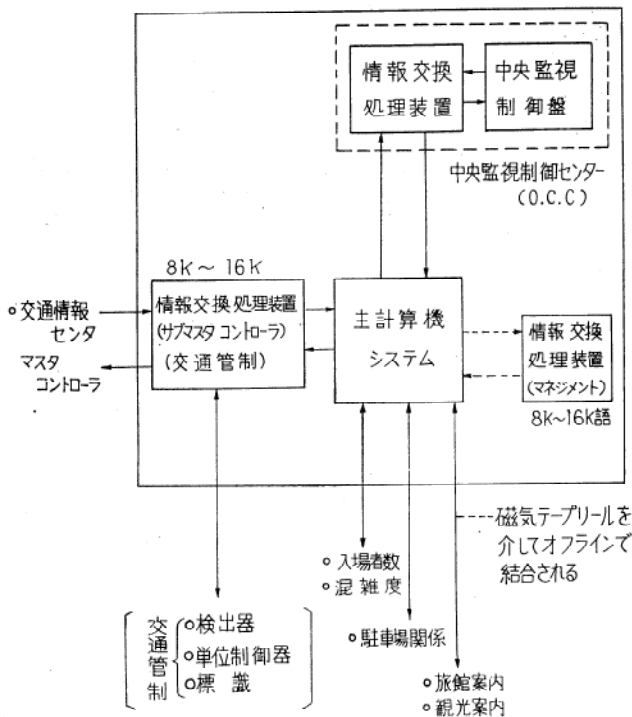 情報交換
処理装置
中央監視
制御盤
中央監視制御センター
(O.C.C)
8K～16K
交通情報
センタ
マスタ
コントローラ
情報交換処理装置
(サブマスタコントローラ)
(交通管制)
主計算機
システム
情報交換
処理装置
(マネジメント)
8K～16K語
磁気テープリールを
介してオフラインで
結合される
入場者数
混雑度
駐車場関係
旅館案内
観光案内
交通管制
検出器
単位制御器
標識